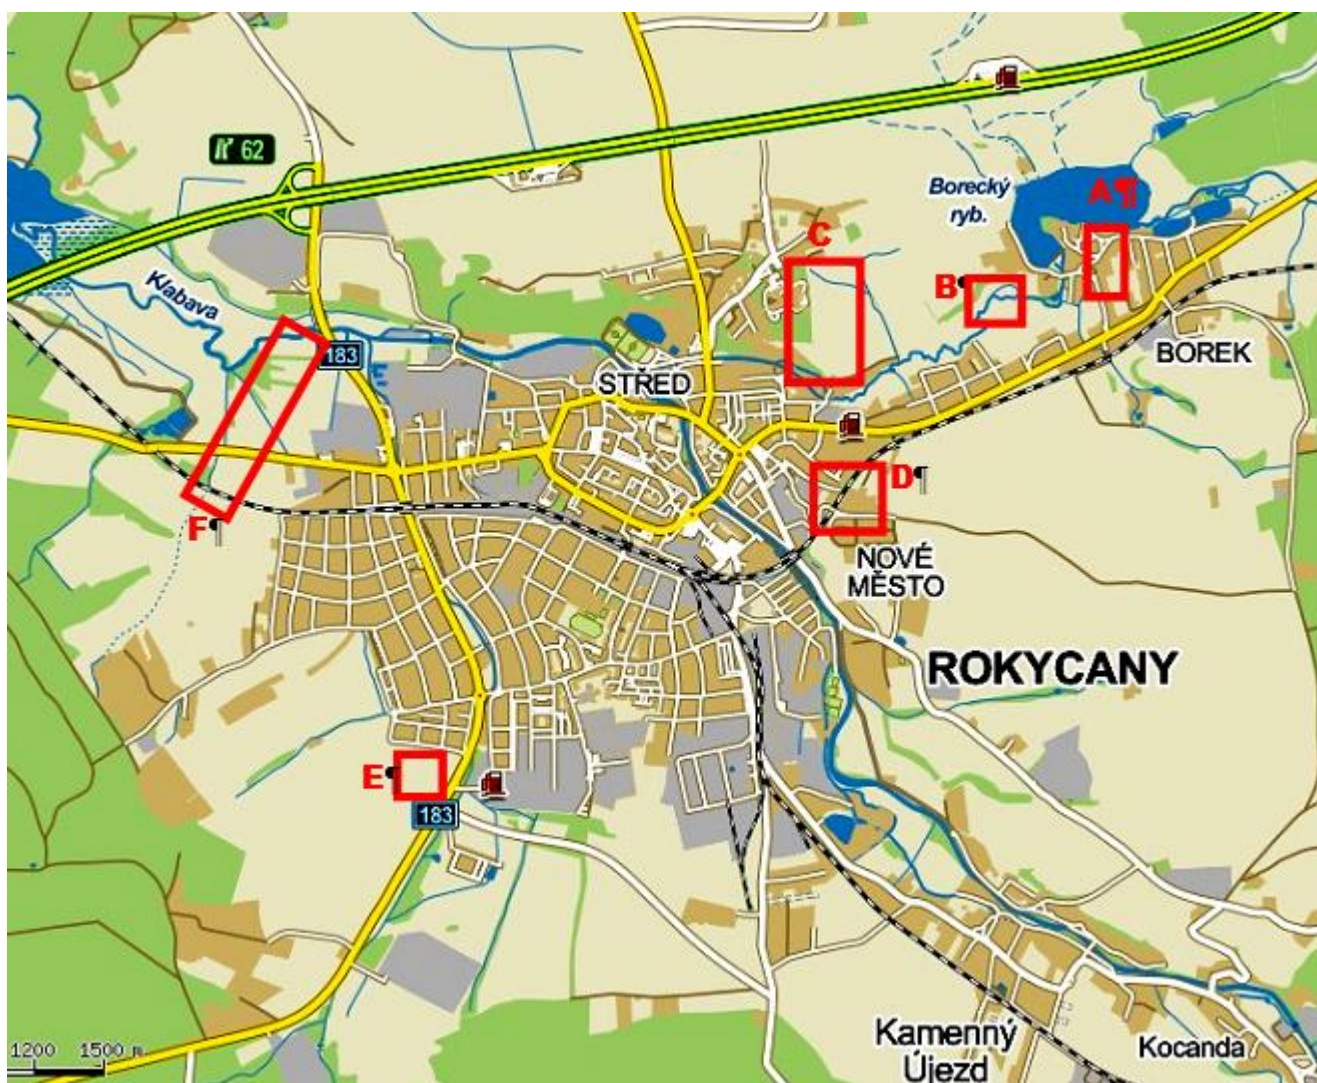 62
Borecký
ryb.
A¶
C
B
Klabava
183
STŘED
BOREK
D¶
F¶
NOVÉ
MĚSTO
ROKYCANY
E¶
183
1200 1500 m
Kamenný
Újezd
Kocanda